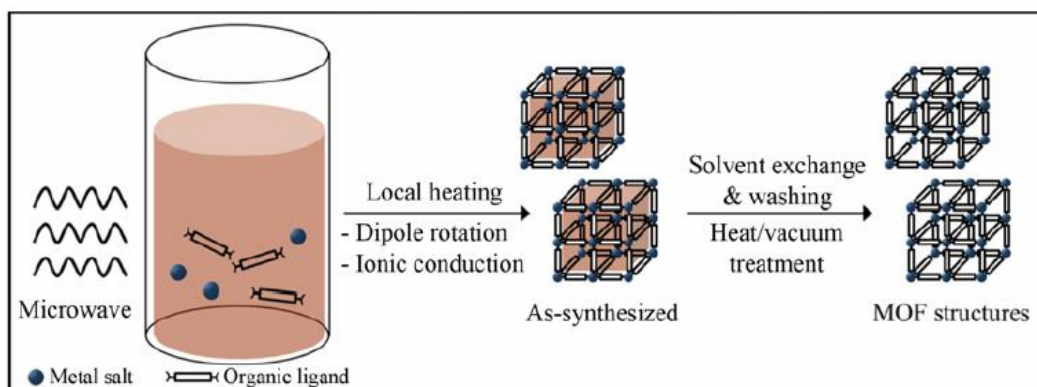 Microwave
Metal salt
Organic ligand
Local heating
- Dipole rotation
- Ionic conduction
As-synthesized
Solvent exchange
& washing
Heat/vacuum
treatment
MOF structures